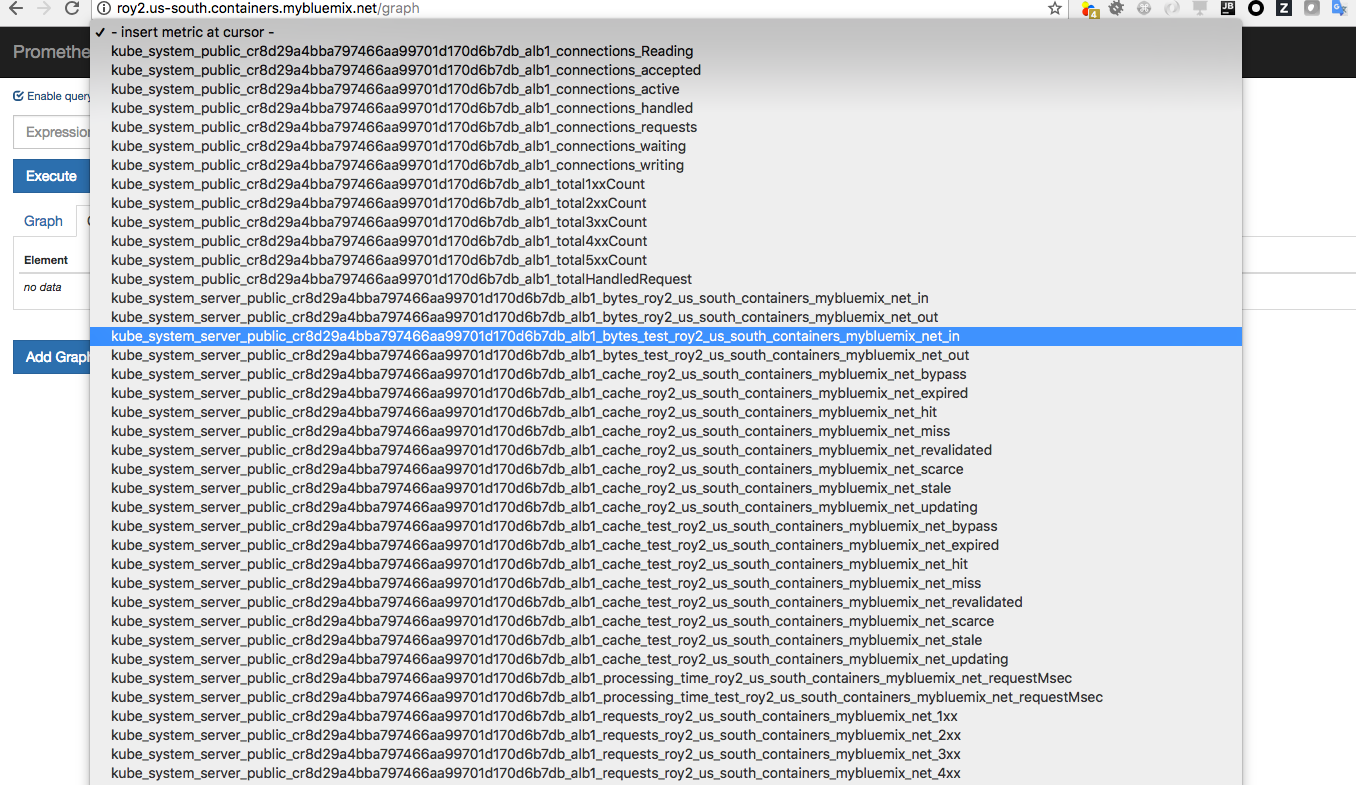 roy2.us-south.containers.mybluemix.net/graph
4
JB
Z
G
Promethe
✓ - insert metric at cursor -
kube_system_public_cr8d29a4bba797466aa99701d170d6b7db_alb1_connections_Reading
kube_system_public_cr8d29a4bba797466aa99701d170d6b7db_alb1_connections_accepted
kube_system_public_cr8d29a4bba797466aa99701d170d6b7db_alb1_connections_active
Enable query
kube_system_public_cr8d29a4bba797466aa99701d170d6b7db_alb1_connections_handled
kube_system_public_cr8d29a4bba797466aa99701d170d6b7db_alb1_connections_requests
Expression
kube_system_public_cr8d29a4bba797466aa99701d170d6b7db_alb1_connections_waiting
kube_system_public_cr8d29a4bba797466aa99701d170d6b7db_alb1_connections_writing
Execute
kube_system_public_cr8d29a4bba797466aa99701d170d6b7db_alb1_total1xxCount
kube_system_public_cr8d29a4bba797466aa99701d170d6b7db_alb1_total2xxCount
Graph
kube_system_public_cr8d29a4bba797466aa99701d170d6b7db_alb1_total3xxCount
kube_system_public_cr8d29a4bba797466aa99701d170d6b7db_alb1_total4xxCount
Element
kube_system_public_cr8d29a4bba797466aa99701d170d6b7db_alb1_total5xxCount
kube_system_public_cr8d29a4bba797466aa99701d170d6b7db_alb1_totalHandledRequest
no data
kube_system_server_public_cr8d29a4bba797466aa99701d170d6b7db_alb1_bytes_roy2_us_south_containers_mybluemix_net_in
kube_system_server_public_cr8d29a4bba797466aa99701d170d6b7db_alb1_bytes_roy2_us_south_containers_mybluemix_net_out
kube_system_server_public_cr8d29a4bba797466aa99701d170d6b7db_alb1_bytes_test_roy2_us_south_containers_mybluemix_net_in
Add Graph
kube_system_server_public_cr8d29a4bba797466aa99701d170d6b7db_alb1_bytes_test_roy2_us_south_containers_mybluemix_net_out
kube_system_server_public_cr8d29a4bba797466aa99701d170d6b7db_alb1_cache_roy2_us_south_containers_mybluemix_net_bypass
kube_system_server_public_cr8d29a4bba797466aa99701d170d6b7db_alb1_cache_roy2_us_south_containers_mybluemix_net_expired
kube_system_server_public_cr8d29a4bba797466aa99701d170d6b7db_alb1_cache_roy2_us_south_containers_mybluemix_net_hit
kube_system_server_public_cr8d29a4bba797466aa99701d170d6b7db_alb1_cache_roy2_us_south_containers_mybluemix_net_miss
kube_system_server_public_cr8d29a4bba797466aa99701d170d6b7db_alb1_cache_roy2_us_south_containers_mybluemix_net_revalidated
kube_system_server_public_cr8d29a4bba797466aa99701d170d6b7db_alb1_cache_roy2_us_south_containers_mybluemix_net_scarce
kube_system_server_public_cr8d29a4bba797466aa99701d170d6b7db_alb1_cache_roy2_us_south_containers_mybluemix_net_stale
kube_system_server_public_cr8d29a4bba797466aa99701d170d6b7db_alb1_cache_roy2_us_south_containers_mybluemix_net_updating
kube_system_server_public_cr8d29a4bba797466aa99701d170d6b7db_alb1_cache_test_roy2_us_south_containers_mybluemix_net_bypass
kube_system_server_public_cr8d29a4bba797466aa99701d170d6b7db_alb1_cache_test_roy2_us_south_containers_mybluemix_net_expired
kube_system_server_public_cr8d29a4bba797466aa99701d170d6b7db_alb1_cache_test_roy2_us_south_containers_mybluemix_net_hit
kube_system_server_public_cr8d29a4bba797466aa99701d170d6b7db_alb1_cache_test_roy2_us_south_containers_mybluemix_net_miss
kube_system_server_public_cr8d29a4bba797466aa99701d170d6b7db_alb1_cache_test_roy2_us_south_containers_mybluemix_net_revalidated
kube_system_server_public_cr8d29a4bba797466aa99701d170d6b7db_alb1_cache_test_roy2_us_south_containers_mybluemix_net_scarce
kube_system_server_public_cr8d29a4bba797466aa99701d170d6b7db_alb1_cache_test_roy2_us_south_containers_mybluemix_net_stale
kube_system_server_public_cr8d29a4bba797466aa99701d170d6b7db_alb1_cache_test_roy2_us_south_containers_mybluemix_net_updating
kube_system_server_public_cr8d29a4bba797466aa99701d170d6b7db_alb1_processing_time_roy2_us_south_containers_mybluemix_net_requestMsec
kube_system_server_public_cr8d29a4bba797466aa99701d170d6b7db_alb1_processing_time_test_roy2_us_south_containers_mybluemix_net_requestMsec
kube_system_server_public_cr8d29a4bba797466aa99701d170d6b7db_alb1_requests_roy2_us_south_containers_mybluemix_net_1xx
kube_system_server_public_cr8d29a4bba797466aa99701d170d6b7db_alb1_requests_roy2_us_south_containers_mybluemix_net_2xx
kube_system_server_public_cr8d29a4bba797466aa99701d170d6b7db_alb1_requests_roy2_us_south_containers_mybluemix_net_3xx
kube_system_server_public_cr8d29a4bba797466aa99701d170d6b7db_alb1_requests_roy2_us_south_containers_mybluemix_net_4xx